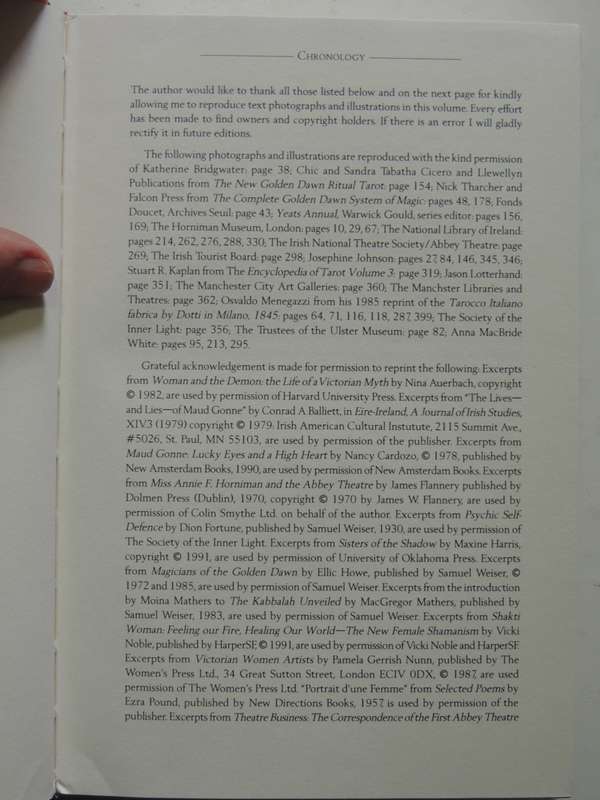 CHRONOLOGY
The author would like to thank all those listed below and on the next page for kindly
allowing me to reproduce text photographs and illustrations in this volume. Every effort
has been made to find owners and copyright holders. If there is an error I will gladly
rectify it in future editions.
The following photographs and illustrations are reproduced with the kind permission
of Katherine Bridgwater: page 38; Chic and Sandra Tabatha Cicero and Llewellyn
Publications from The New Golden Dawn Ritual Tarot: page 154; Nick Tharcher and
Falcon Press from The Complete Golden Dawn System of Magic: pages 48, 178, Fonds
Doucet, Archives Seuil: page 43; Yeats Annual, Warwick Gould, series editor: pages 156,
169; The Horniman Museum, London: pages 10, 29, 67; The National Library of Ireland:
pages 214, 262, 276, 288, 330; The Irish National Theatre Society/Abbey Theatre: page
269; The Irish Tourist Board: page 298; Josephine Johnson: pages 27, 84, 146, 345, 346;
Stuart R. Kaplan from The Encyclopedia of Tarot Volume 3: page 319; Jason Lotterhand:
page 351; The Manchester City Art Galleries: page 360; The Manchster Libraries and
Theatres: page 362; Osvaldo Menegazzi from his 1985 reprint of the Tarocco Italiano
fabrica by Dotti in Milano, 1845: pages 64, 71, 116, 118, 287, 399; The Society of the
Inner Light: page 356; The Trustees of the Ulster Museum: page 82; Anna MacBride
White: pages 95, 213, 295.
Grateful acknowledgement is made for permission to reprint the following: Excerpts
from Woman and the Demon: the Life of a Victorian Myth by Nina Auerbach, copyright
© 1982, are used by permission of Harvard University Press. Excerpts from "The Lives—
and Lies—of Maud Gonne" by Conrad A Balliett, in Eire-Ireland, A Journal of Irish Studies,
XIV3 (1979) copyright © 1979. Irish American Cultural Instutute, 2115 Summit Ave.,
#5026, St. Paul, MN 55103, are used by permission of the publisher. Excerpts from
Maud Gonne: Lucky Eyes and a High Heart by Nancy Cardozo, © 1978, published by
New Amsterdam Books, 1990, are used by permission of New Amsterdam Books. Excerpts
from Miss Annie F. Horniman and the Abbey Theatre by James Flannery published by
Dolmen Press (Dublin), 1970, copyright © 1970 by James W. Flannery, are used by
permission of Colin Smythe Ltd. on behalf of the author. Excerpts from Psychic Self-
Defence by Dion Fortune, published by Samuel Weiser, 1930, are used by permission of
The Society of the Inner Light. Excerpts from Sisters of the Shadow by Maxine Harris,
copyright © 1991, are used by permission of University of Oklahoma Press. Excerpts
from Magicians of the Golden Dawn by Ellic Howe, published by Samuel Weiser, ©
1972 and 1985, are used by permission of Samuel Weiser. Excerpts from the introduction
by Moina Mathers to The Kabbalah Unveiled by MacGregor Mathers, published by
Samuel Weiser, 1983, are used by permission of Samuel Weiser. Excerpts from Shakti
Woman: Feeling our Fire, Healing Our World—The New Female Shamanism by Vicki
Noble, published by HarperSF, © 1991, are used by permission of Vicki Noble and HarperSF.
Excerpts from Victorian Women Artists by Pamela Gerrish Nunn, published by The
Women's Press Ltd., 34 Great Sutton Street, London ECIV 0DX, © 1987, are used
permission of The Women's Press Ltd. "Portrait d'une Femme" from Selected Poems by
Ezra Pound, published by New Directions Books, 1957, is used by permission of the
publisher. Excerpts from Theatre Business: The Correspondence of the First Abbey Theatre